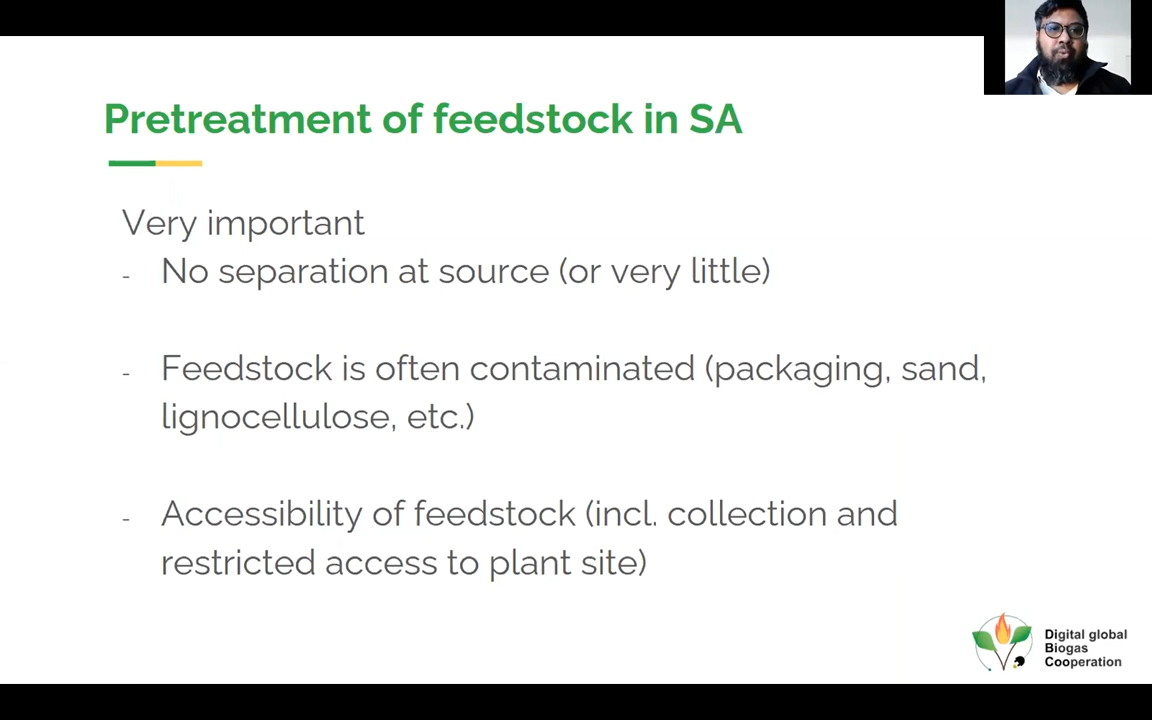 Pretreatment of feedstock in SA
Very important
- No separation at source (or very little)
- Feedstock is often contaminated (packaging, sand,
lignocellulose, etc.)
- Accessibility of feedstock (incl. collection and
restricted access to plant site)
Digital global
Biogas
Cooperation